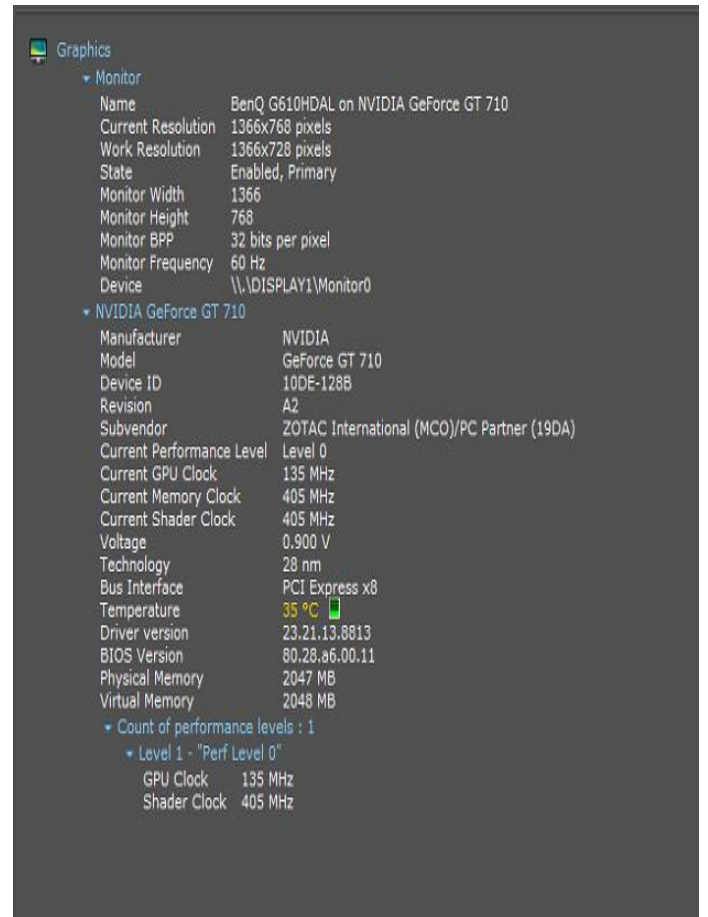 Graphics
Monitor
Name BenQ G610HDAL on NVIDIA GeForce GT 710
Current Resolution 1366x768 pixels
Work Resolution 1366x728 pixels
State Enabled, Primary
Monitor Width 1366
Monitor Height 768
Monitor BPP 32 bits per pixel
Monitor Frequency 60 Hz
Device \\.\DISPLAY1\Monitor0
NVIDIA GeForce GT 710
Manufacturer NVIDIA
Model GeForce GT 710
Device ID 10DE-128B
Revision A2
Subvendor ZOTAC International (MCO)/PC Partner (19DA)
Current Performance Level Level 0
Current GPU Clock 135 MHz
Current Memory Clock 405 MHz
Current Shader Clock 405 MHz
Voltage 0.900 V
Technology 28 nm
Bus Interface PCI Express x8
Temperature 35 °C
Driver version 23.21.13.8813
BIOS Version 80.28.a6.00.11
Physical Memory 2047 MB
Virtual Memory 2048 MB
Count of performance levels : 1
Level 1 - "Perf Level 0"
GPU Clock 135 MHz
Shader Clock 405 MHz